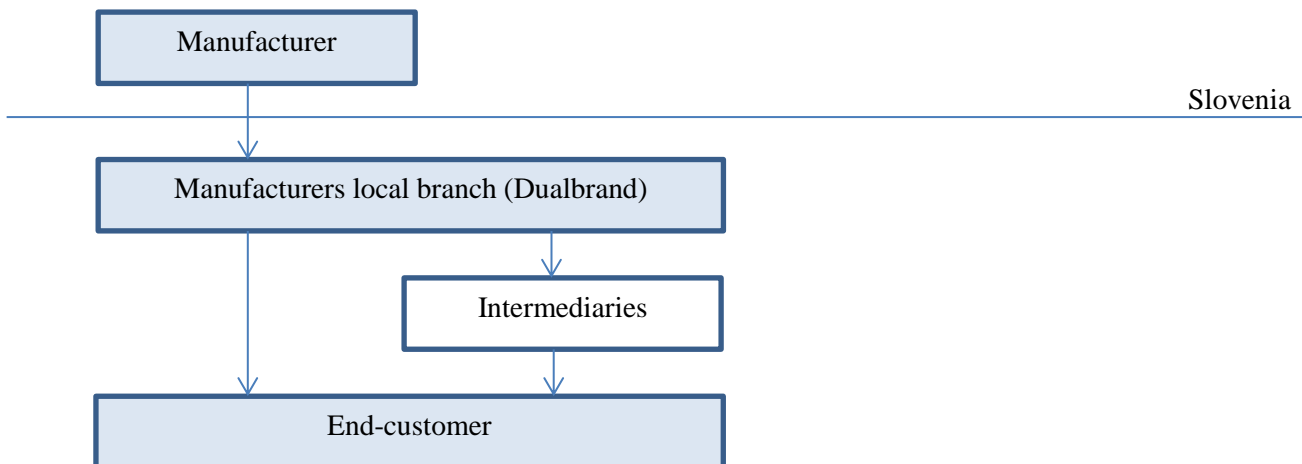 Manufacturer
Slovenia
Manufacturers local branch (Dualbrand)
Intermediaries
End-customer